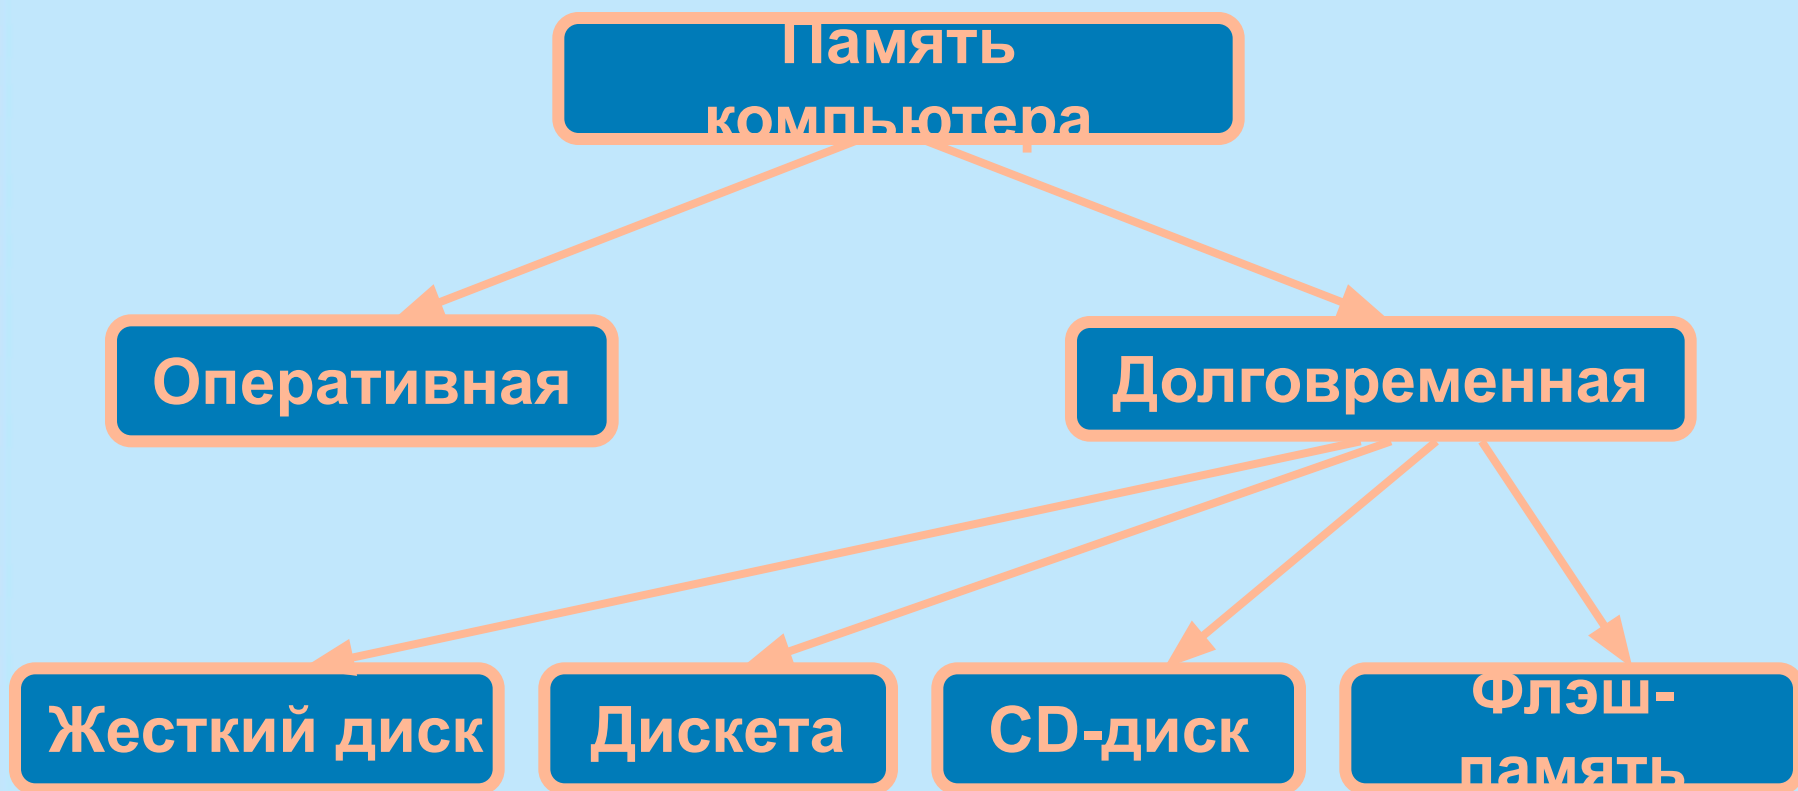 Память
компьютера
Оперативная
Долговременная
Жесткий диск
Дискета
CD-диск
Флэш-
память